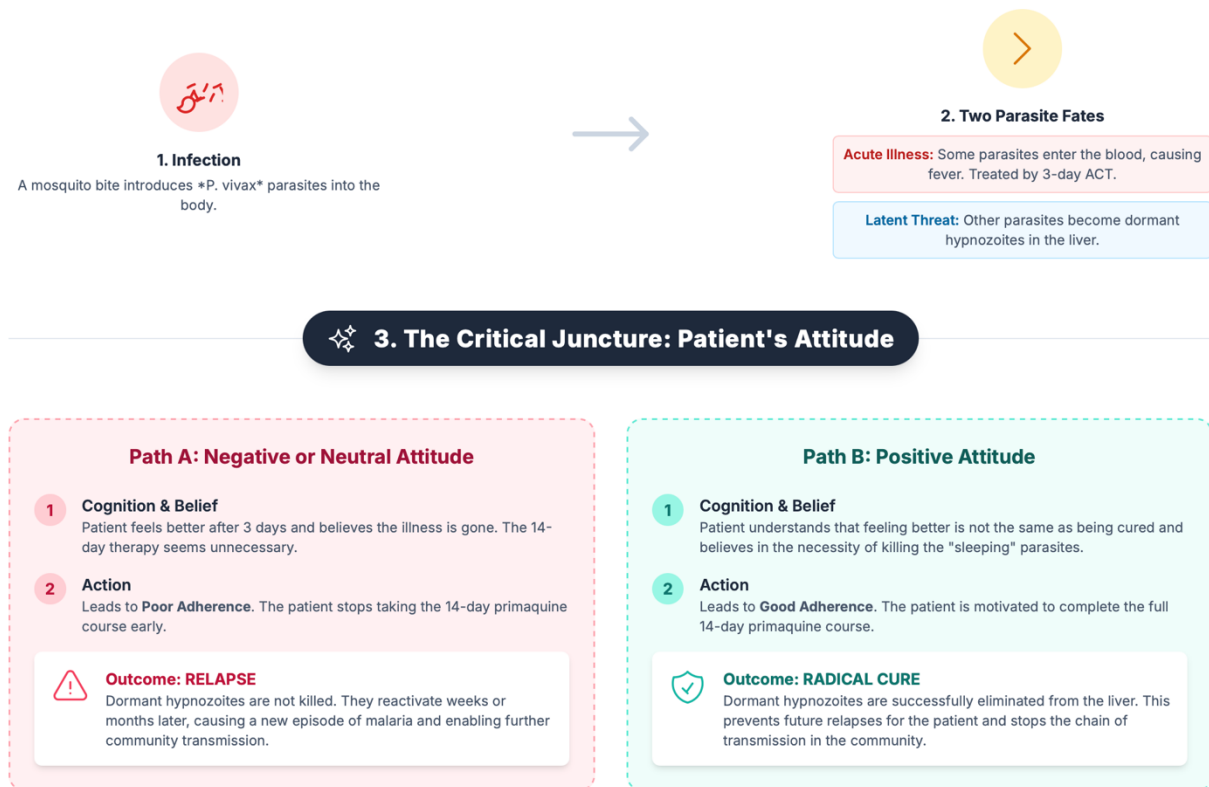 1. Infection
A mosquito bite introduces *P. vivax* parasites into the
body.
2. Two Parasite Fates
Acute Illness: Some parasites enter the blood, causing
fever. Treated by 3-day ACT.
Latent Threat: Other parasites become dormant
hypnozoites in the liver.
3. The Critical Juncture: Patient's Attitude
Path A: Negative or Neutral Attitude
1
Cognition & Belief
Patient feels better after 3 days and believes the illness is gone. The 14-
day therapy seems unnecessary.
2
Action
Leads to Poor Adherence. The patient stops taking the 14-day primaquine
course early.
Outcome: RELAPSE
Dormant hypnozoites are not killed. They reactivate weeks or
months later, causing a new episode of malaria and enabling further
community transmission.
Path B: Positive Attitude
1
Cognition & Belief
Patient understands that feeling better is not the same as being cured and
believes in the necessity of killing the "sleeping" parasites.
2
Action
Leads to Good Adherence. The patient is motivated to complete the full
14-day primaquine course.
Outcome: RADICAL CURE
Dormant hypnozoites are successfully eliminated from the liver. This
prevents future relapses for the patient and stops the chain of
transmission in the community.